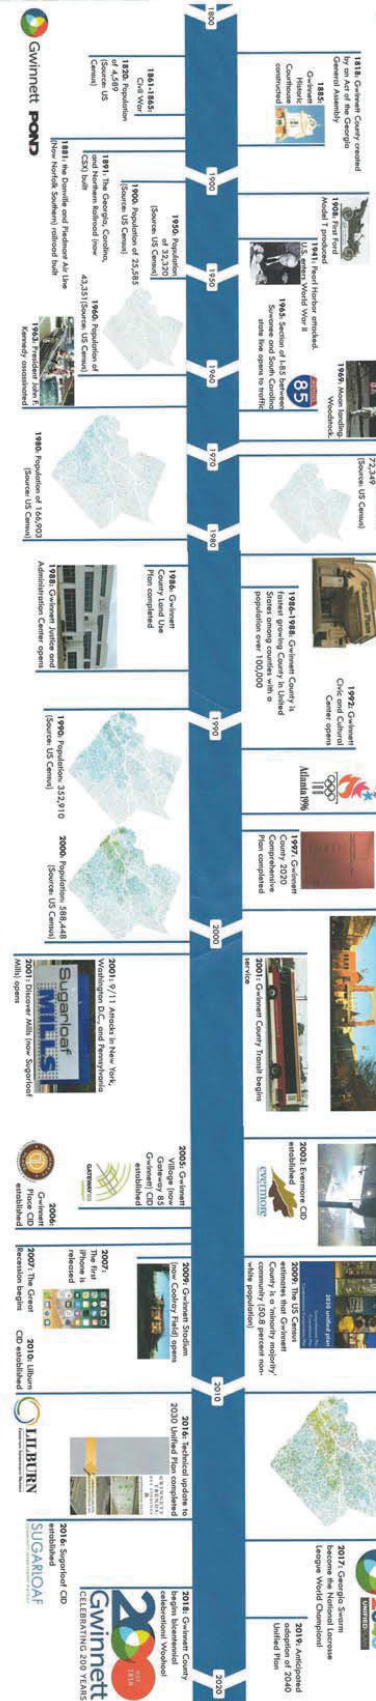 1800
1900
1950
1960
1970
1980
1990
2000
2010
2020
1818: Gwinnett County created
by an Act of the Georgia
General Assembly
1885:
Gwinnett
Historic
Courthouse
constructed
1908: First Ford
Model T produced
1941: Pearl Harbor attacked.
U.S. enters World War II
1965: Section of I-85 between
Suwanee and South Carolina
state line opens to traffic
85
1969: Moon landing.
Woodstock.
72,349
(Source: US Census)
1986-1988: Gwinnett County is
fastest growing County in United
States among counties with a
population over 100,000
1992: Gwinnett
Civic and Cultural
Center opens
Atlanta 1996
1997: Gwinnett
County 2020
Comprehensive
Plan completed
2001: Gwinnett County Transit begins
service
2003: Evermore CID
established
evermore
2009: The US Census
estimates that Gwinnett
County is a 'minority majority'
community (50.8 percent non-
white population)
2030 unified plan
2017: Georgia Swarm
become the National Lacrosse
League World Champions!
UNIFIED
2019: Anticipated
adoption of 2040
Unified Plan
1861-1865:
Civil War
1820: Population
of 4,589
(Source: US
Census)
Gwinnett
POND
1881: the Danville and Piedmont Air Line
(Now Norfolk Southern) railroad built
1891: The Georgia, Carolina,
and Northern Railroad (now
CSX) built
1900: Population of 25,585
(Source: US Census)
1950: Population
of 32,320
(Source: US Census)
1960: Population of
43,351(Source: US Census)
1963: President John F.
Kennedy assassinated
1980: Population of 166,903
(Source: US Census)
1986: Gwinnett
County Land Use
Plan completed
1988: Gwinnett Justice and
Administration Center opens
1990: Population: 352,910
(Source: US Census)
2000: Population: 588,448
(Source: US Census)
2001: 9/11 Attacks in New York,
Washington D.C., and Pennsylvania
Sugarloaf
MILLS
2001: Discover Mills (now Sugarloaf
Mills) opens
2005: Gwinnett
Village (now
Gateway 85
Gwinnett) CID
established
GATEWAY85
2006:
Gwinnett
Place CID
established
2009: Gwinnett Stadium
(now Coolray Field) opens
2007:
The first
iPhone is
released
2007: The Great
Recession begins
2010: Lilburn
CID established
LILBURN
2016: Technical update to
2030 Unified Plan completed
GWINNETT
TRENDS
&
2016: Sugarloaf CID
established
SUGARLOAF
2018: Gwinnett County
begins bicentennial
celebrations! Woohoo!
200
1818
Gwinnett
CELEBRATING 200 YEARS